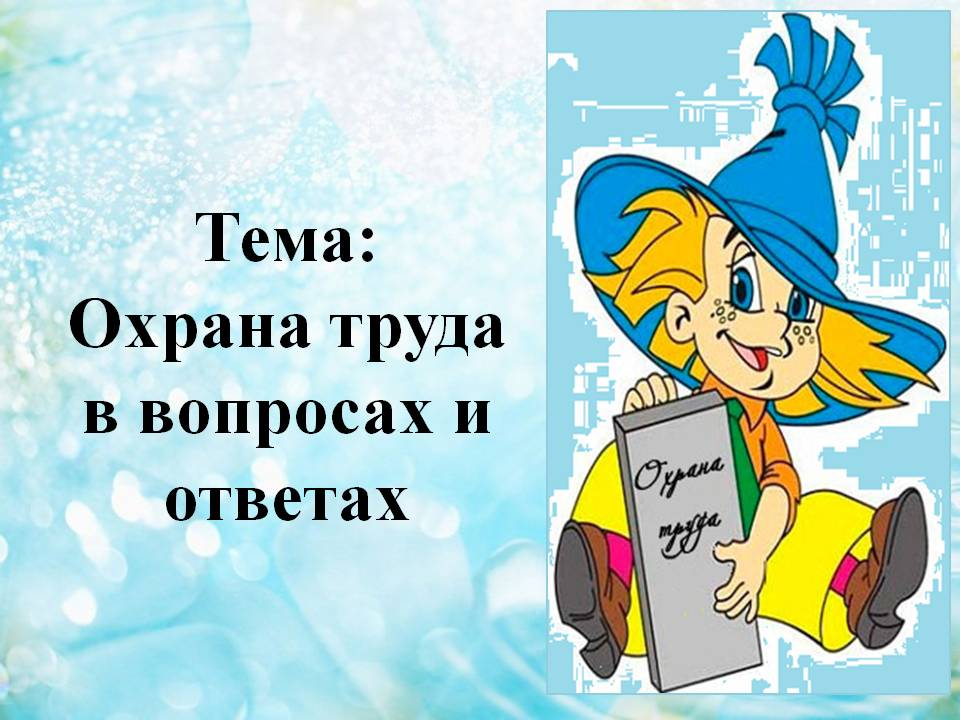 Тема:
Охрана труда
в вопросах и
ответах
Охрана
труда